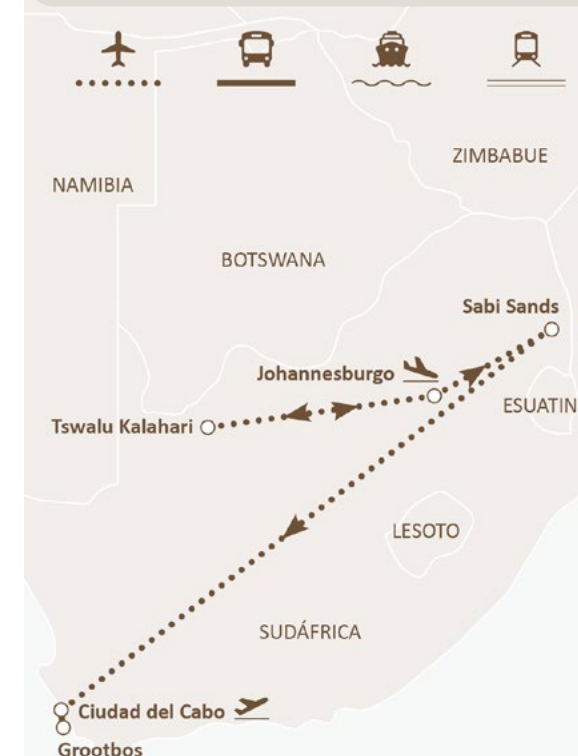 ZIMBABUE
NAMIBIA
BOTSWANA
Sabi Sands
Johannesburgo
ESUATIN
Tswalu Kalahari
LESOTO
SUDÁFRICA
Ciudad del Cabo
Grootbos